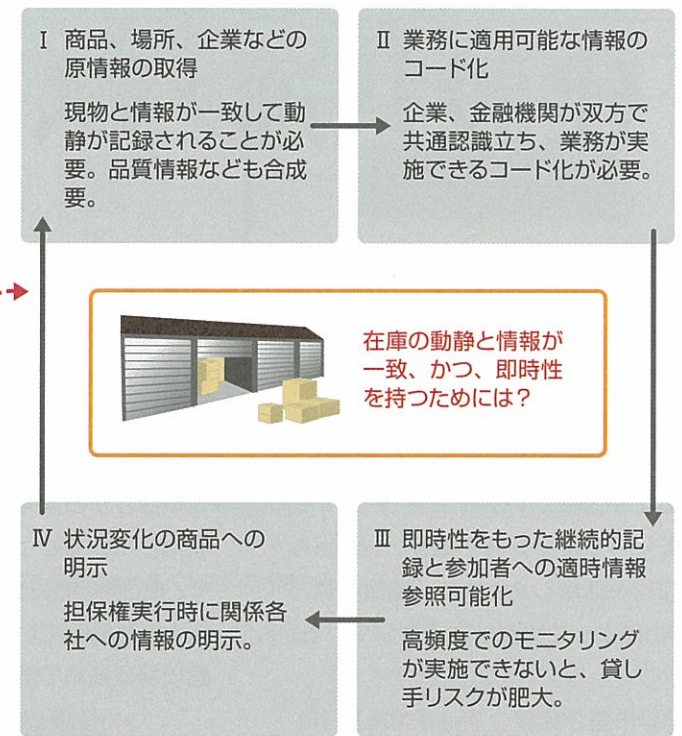 Ⅰ 商品、場所、企業などの
原情報の取得
現物と情報が一致して動
静が記録されることが必
要。品質情報なども合成
要。
Ⅱ 業務に適用可能な情報の
コード化
企業、金融機関が双方で
共通認識立ち、業務が実
施できるコード化が必要。
在庫の動静と情報が
一致、かつ、即時性
を持つためには？
Ⅳ 状況変化の商品への
明示
担保権実行時に関係各
社への情報の明示。
Ⅲ 即時性をもった継続的記
録と参加者への適時情報
参照可能化
高頻度でのモニタリング
が実施できないと、貸し
手リスクが肥大。